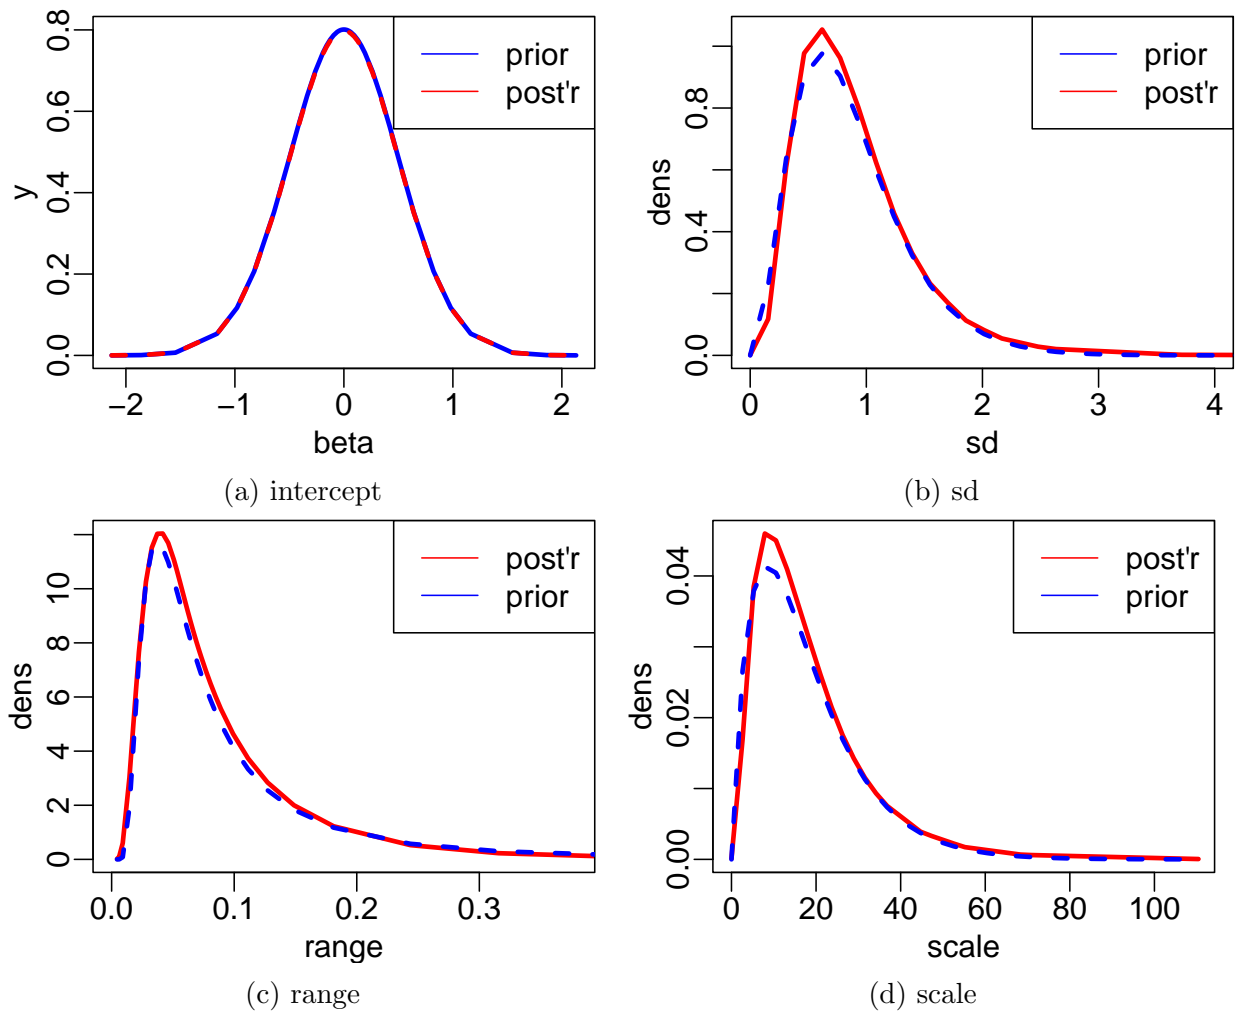 prior
post'r
y
0.0
0.2
0.4
0.6
0.8
−2
−1
0
1
2
beta
(a) intercept
prior
post'r
dens
0.0
0.4
0.8
0
1
2
3
4
sd
(b) sd
post'r
prior
dens
0
2
4
6
8
10
0.0
0.1
0.2
0.3
range
(c) range
post'r
prior
dens
0.00
0.02
0.04
0
20
40
60
80
100
scale
(d) scale